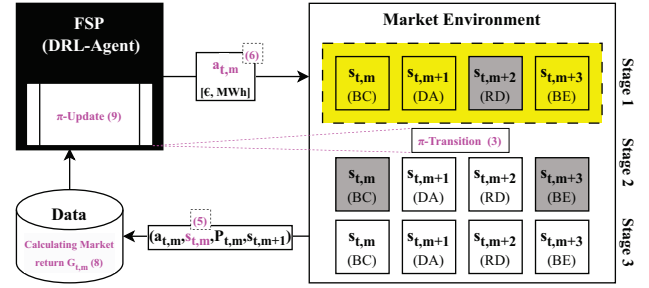 FSP
(DRL-Agent)
π-Update (9)
a_{t,m} (6)
[€, MWh]
Market Environment
s_{t,m} s_{t,m+1} s_{t,m+2} s_{t,m+3}
(BC) (DA) (RD) (BE)
Stage 1
π-Transition (3)
s_{t,m} s_{t,m+1} s_{t,m+2} s_{t,m+3}
(BC) (DA) (RD) (BE)
Stage 2
s_{t,m} s_{t,m+1} s_{t,m+2} s_{t,m+3}
(BC) (DA) (RD) (BE)
Stage 3
(5)
(a_{t,m},s_{t,m},P_{t,m},s_{t,m+1})
Data
Calculating Market
return G_{t,m} (8)